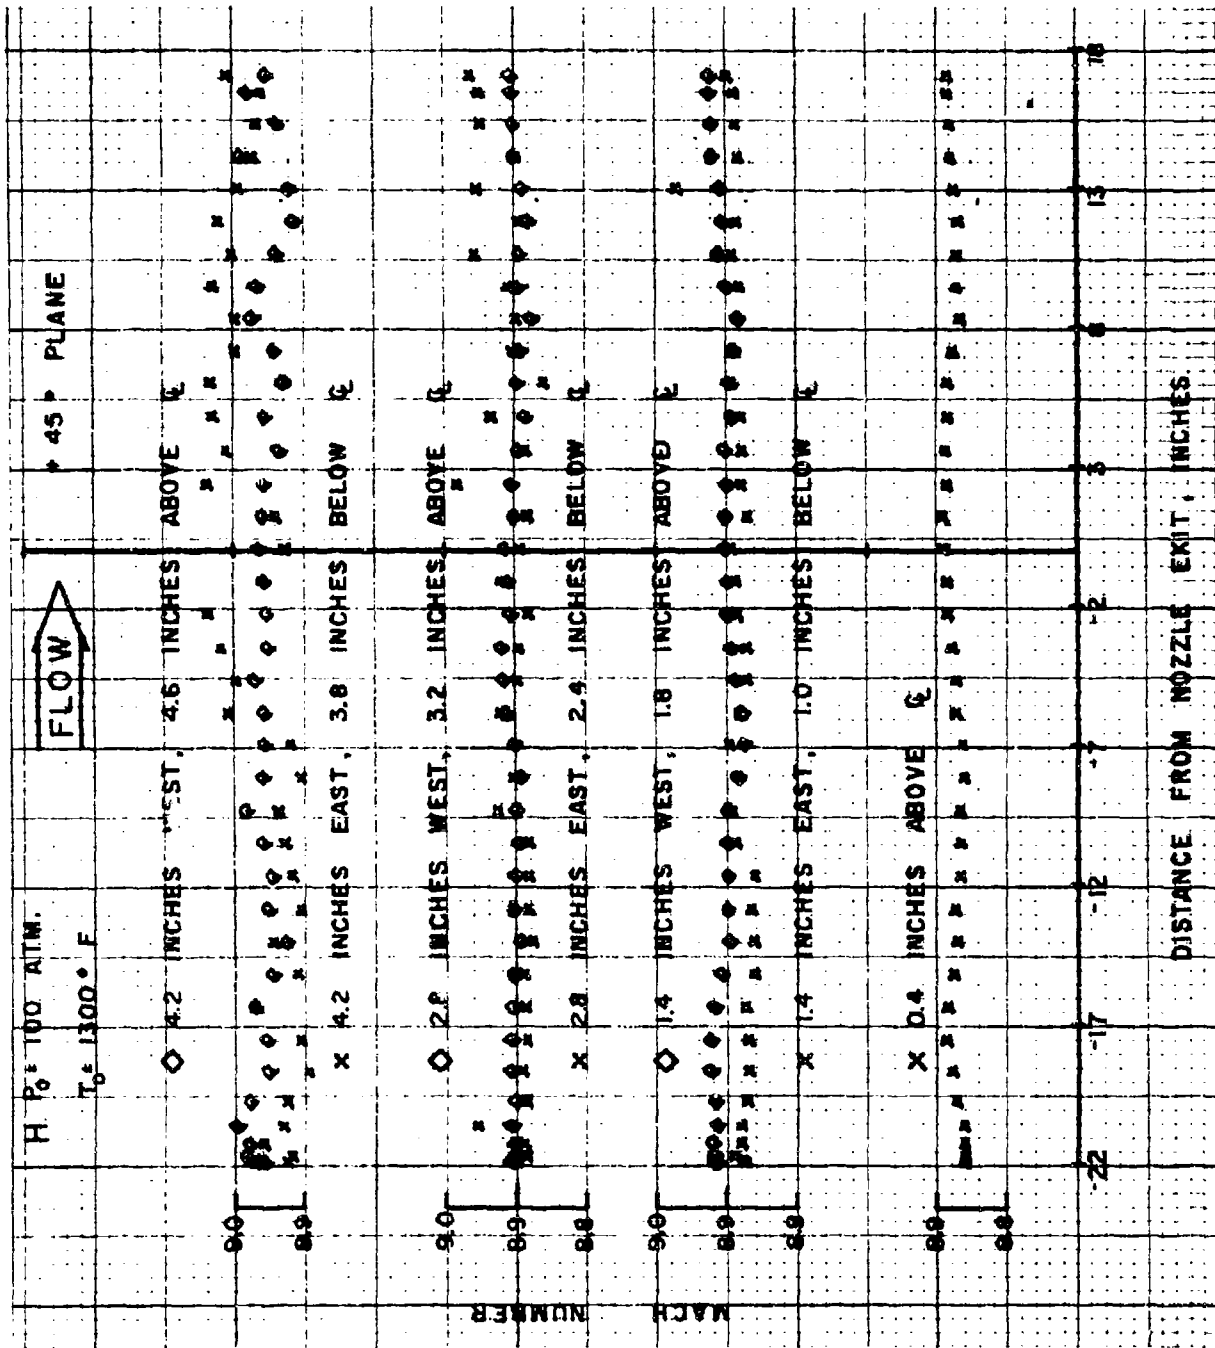 H P₀= 100 ATM.
T₀= 1300° F
FLOW
+ 45° PLANE
◇ 4.2 INCHES WEST, 4.6 INCHES ABOVE ℄
9.0
8.9
x 4.2 INCHES EAST, 3.8 INCHES BELOW ℄
◇ 2.8 INCHES WEST, 3.2 INCHES ABOVE ℄
9.0
8.9
8.8
x 2.8 INCHES EAST, 2.4 INCHES BELOW ℄
◇ 1.4 INCHES WEST, 1.8 INCHES ABOVE ℄
9.0
8.9
8.8
x 1.4 INCHES EAST, 1.0 INCHES BELOW ℄
x 0.4 INCHES ABOVE ℄
8.8
MACH NUMBER
-22 -17 -12 -7 -2 3 8 13 18
DISTANCE FROM NOZZLE EXIT, INCHES